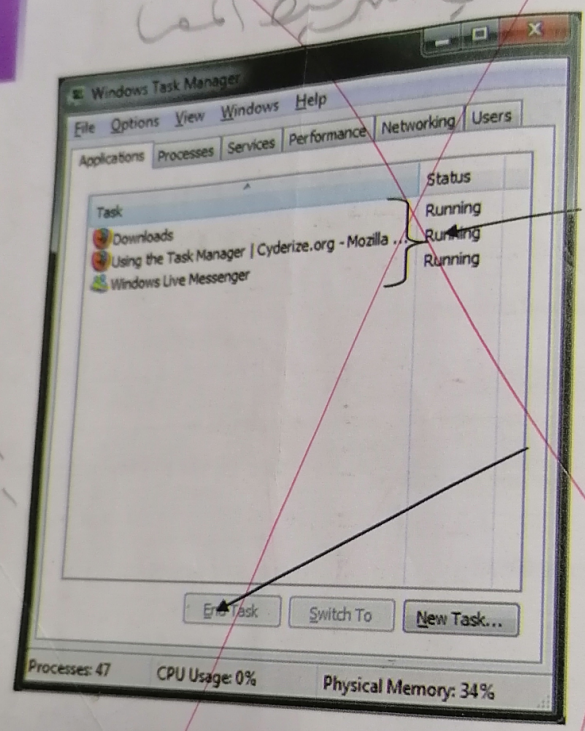 Windows Task Manager
File Options View Windows Help
Applications Processes Services Performance Networking Users
Task Status
Downloads Running
Using the Task Manager | Cyderize.org - Mozilla ... Running
Windows Live Messenger Running
End Task Switch To New Task...
Processes: 47 CPU Usage: 0% Physical Memory: 34%